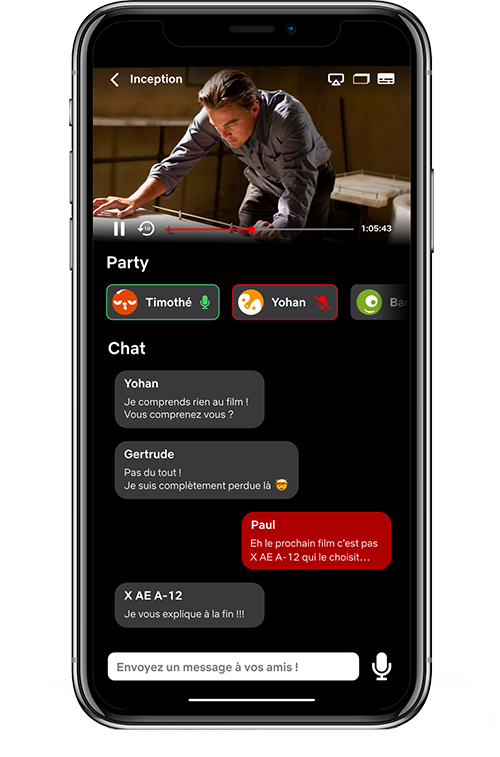 Inception
10
1:05:43
Party
Timothé
Yohan
Chat
Yohan
Je comprends rien au film !
Vous comprenez vous ?
Gertrude
Pas du tout !
Je suis complètement perdue là 🤯
Paul
Eh le prochain film c'est pas
X AE A-12 qui le choisit...
X AE A-12
Je vous explique à la fin !!!
Envoyez un message à vos amis !